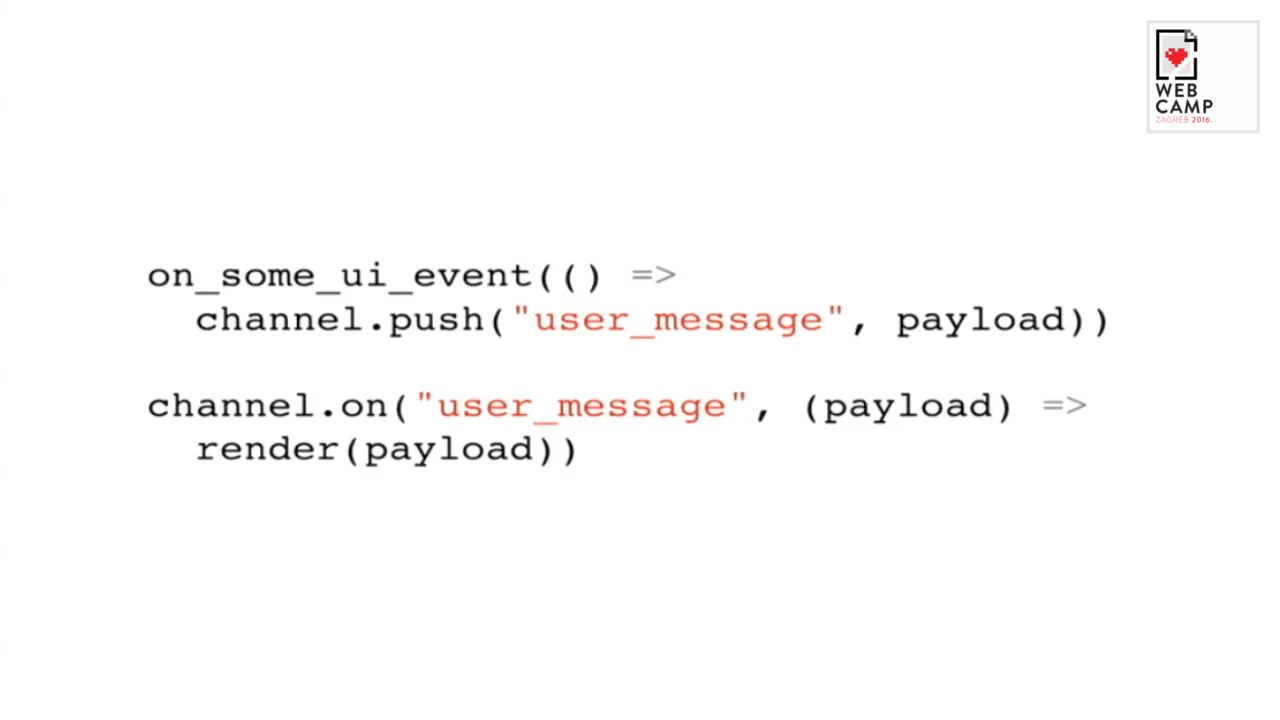 WEB
CAMP
ZAGREB 2016.
on_some_ui_event(() =>
  channel.push("user_message", payload))
channel.on("user_message", (payload) =>
  render(payload))